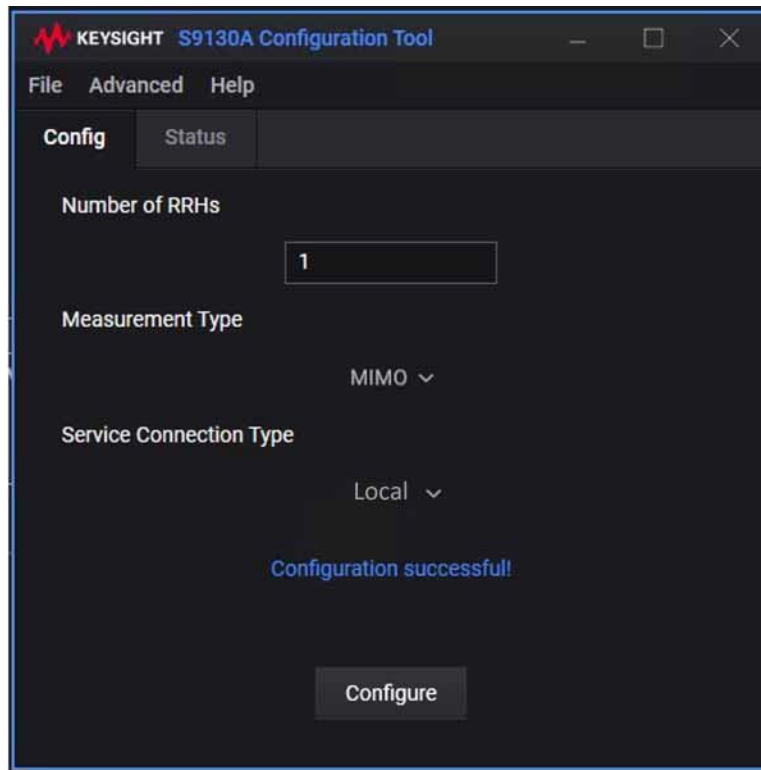 KEYSIGHT S9130A Configuration Tool
File Advanced Help
Config Status
Number of RRHs
1
Measurement Type
MIMO
Service Connection Type
Local
Configuration successful!
Configure